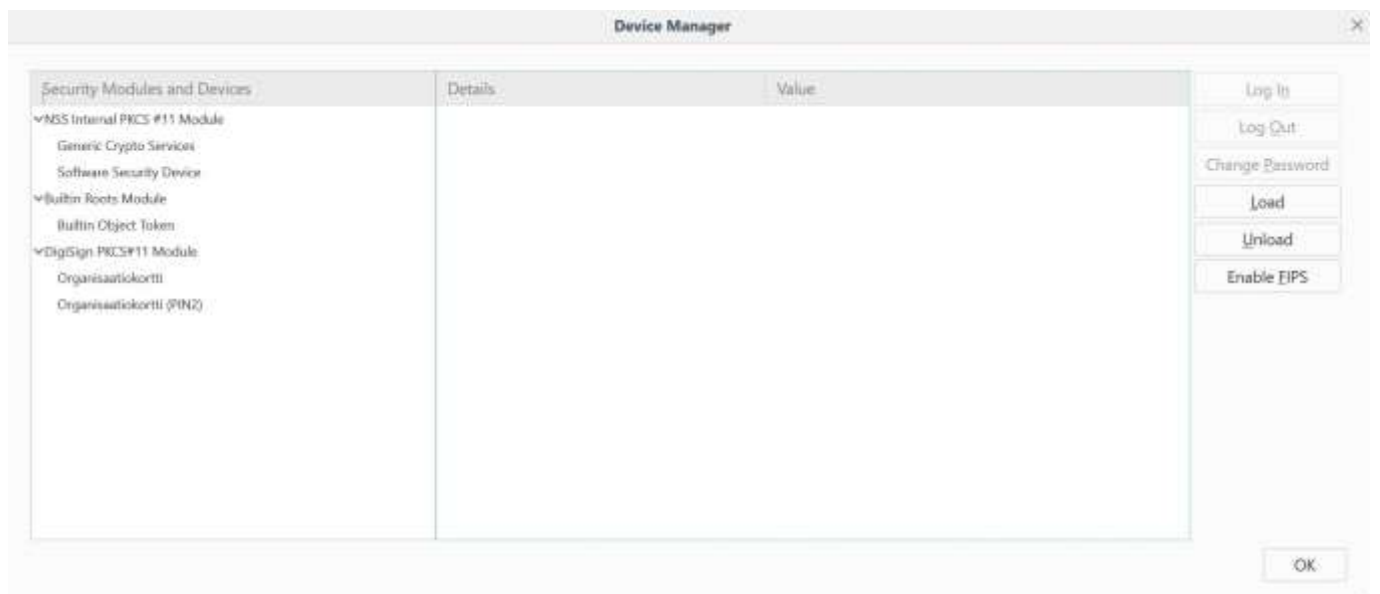 Device Manager
Security Modules and Devices
Details
Value
NSS Internal PKCS #11 Module
Generic Crypto Services
Software Security Device
Builtin Roots Module
Builtin Object Token
DigiSign PKCS#11 Module
Organisaatiokortti
Organisaatiokortti (PIN2)
Log In
Log Out
Change Password
Load
Unload
Enable FIPS
OK